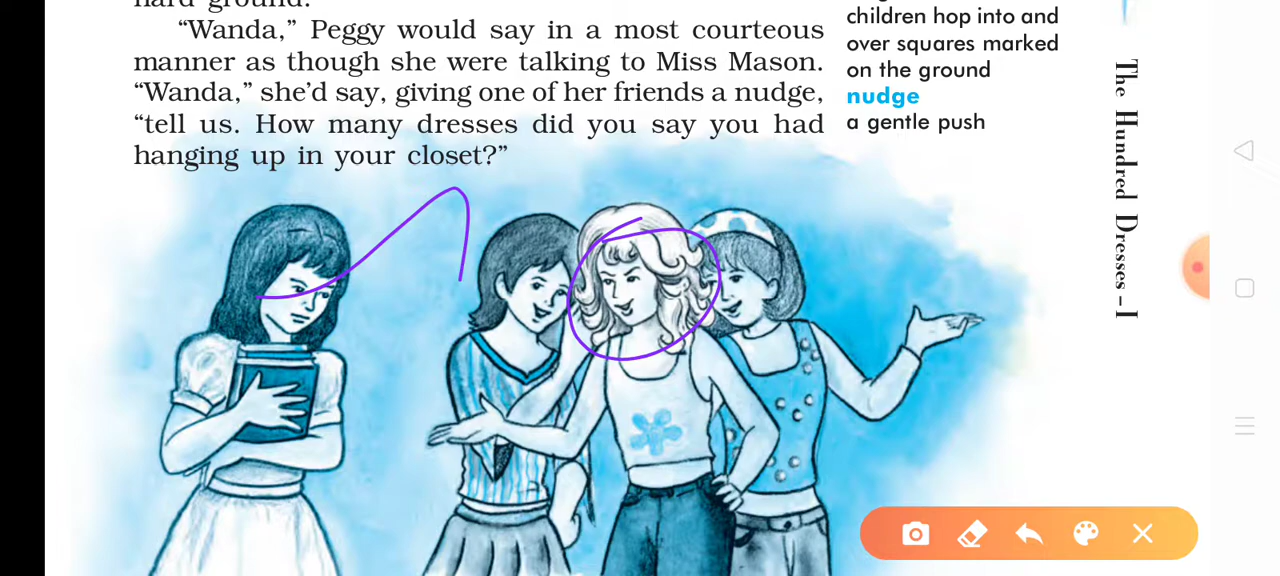 hard ground.
“Wanda,” Peggy would say in a most courteous
manner as though she were talking to Miss Mason.
“Wanda,” she’d say, giving one of her friends a nudge,
“tell us. How many dresses did you say you had
hanging up in your closet?”
children hop into and
over squares marked
on the ground
nudge
a gentle push
The Hundred Dresses – I